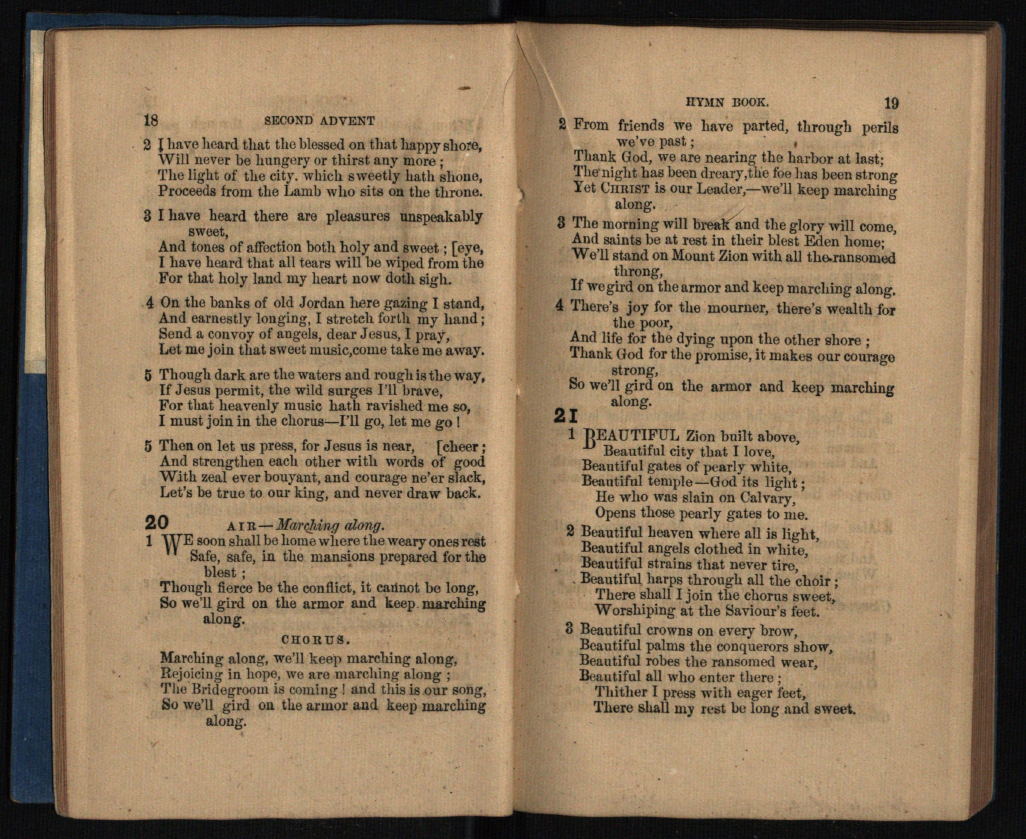 18 SECOND ADVENT
2 I have heard that the blessed on that happy shore,
Will never be hungery or thirst any more ;
The light of the city. which sweetly hath shone,
Proceeds from the Lamb who sits on the throne.
3 I have heard there are pleasures unspeakably
sweet,
And tones of affection both holy and sweet ; [eye,
I have heard that all tears will be wiped from the
For that holy land my heart now doth sigh.
4 On the banks of old Jordan here gazing I stand,
And earnestly longing, I stretch forth my hand ;
Send a convoy of angels, dear Jesus, I pray,
Let me join that sweet music,come take me away.
5 Though dark are the waters and rough is the way,
If Jesus permit, the wild surges I'll brave,
For that heavenly music hath ravished me so,
I must join in the chorus—I'll go, let me go !
5 Then on let us press, for Jesus is near, [cheer ;
And strengthen each other with words of good
With zeal ever bouyant, and courage ne'er slack,
Let's be true to our king, and never draw back.
20 AIR—Marching along.
1 WE soon shall be home where the weary ones rest
Safe, safe, in the mansions prepared for the
blest ;
Though fierce be the conflict, it cannot be long,
So we'll gird on the armor and keep marching
along.
CHORUS.
Marching along, we'll keep marching along,
Rejoicing in hope, we are marching along ;
The Bridegroom is coming ! and this is our song,
So we'll gird on the armor and keep marching
along.
HYMN BOOK. 19
2 From friends we have parted, through perils
we've past ;
Thank God, we are nearing the harbor at last;
The night has been dreary,the foe has been strong
Yet CHRIST is our Leader,—we'll keep marching
along.
3 The morning will break and the glory will come,
And saints be at rest in their blest Eden home;
We'll stand on Mount Zion with all the ransomed
throng,
If we gird on the armor and keep marching along.
4 There's joy for the mourner, there's wealth for
the poor,
And life for the dying upon the other shore ;
Thank God for the promise, it makes our courage
strong,
So we'll gird on the armor and keep marching
along.
21
1 BEAUTIFUL Zion built above,
Beautiful city that I love,
Beautiful gates of pearly white,
Beautiful temple—God its light ;
He who was slain on Calvary,
Opens those pearly gates to me.
2 Beautiful heaven where all is light,
Beautiful angels clothed in white,
Beautiful strains that never tire,
Beautiful harps through all the choir ;
There shall I join the chorus sweet,
Worshiping at the Saviour's feet.
3 Beautiful crowns on every brow,
Beautiful palms the conquerors show,
Beautiful robes the ransomed wear,
Beautiful all who enter there ;
Thither I press with eager feet,
There shall my rest be long and sweet.